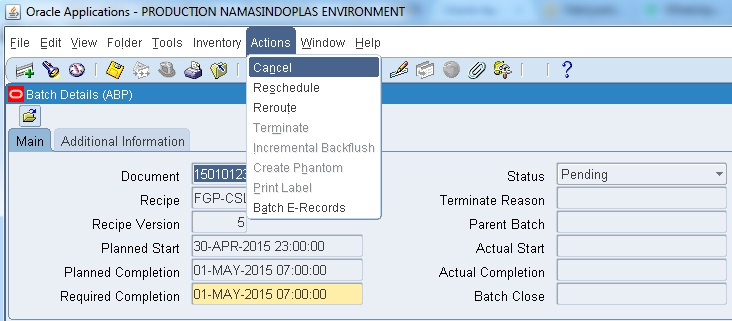 Oracle Applications - PRODUCTION NAMASINDOPLAS ENVIRONMENT
File Edit View Folder Tools Inventory Actions Window Help
Cancel
Reschedule
Reroute
Terminate
Incremental Backflush
Create Phantom
Print Label
Batch E-Records
Batch Details (ABP)
Main Additional Information
Document 15010123
Recipe FGP-CSL
Recipe Version 5
Planned Start 30-APR-2015 23:00:00
Planned Completion 01-MAY-2015 07:00:00
Required Completion 01-MAY-2015 07:00:00
Status Pending
Terminate Reason
Parent Batch
Actual Start
Actual Completion
Batch Close